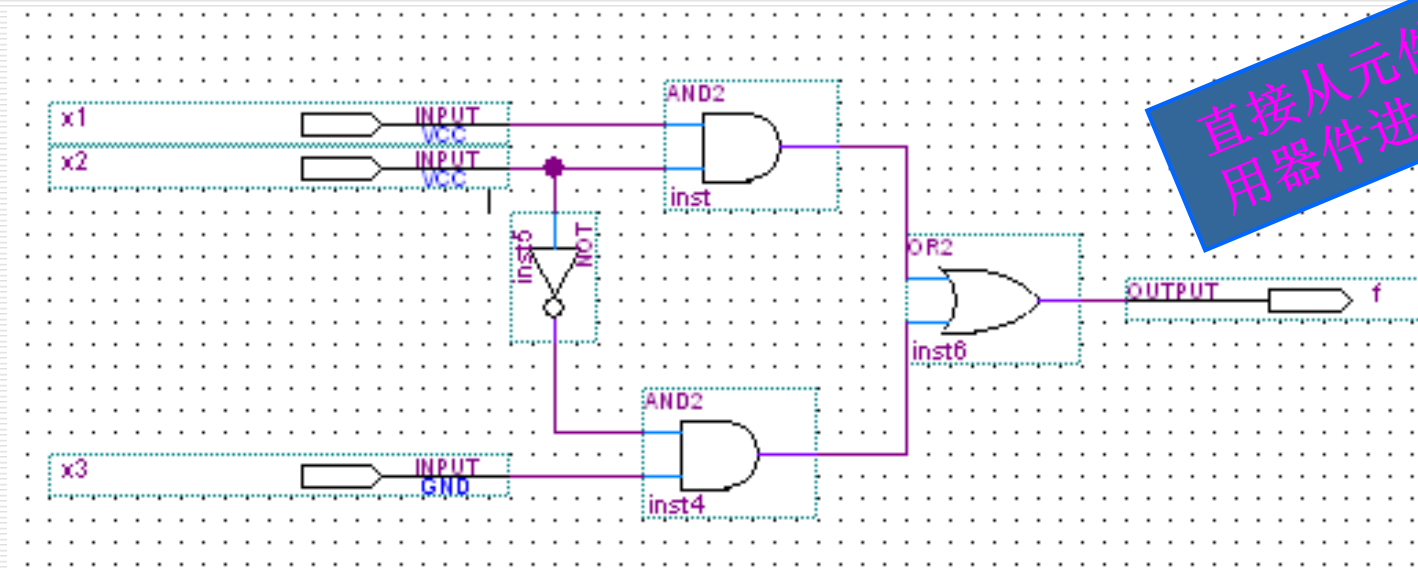 x1
INPUT
VCC
x2
INPUT
VCC
AND2
inst
inst5
NOT
OR2
inst6
OUTPUT
f
AND2
inst4
x3
INPUT
GND
直接从元件
用器件进